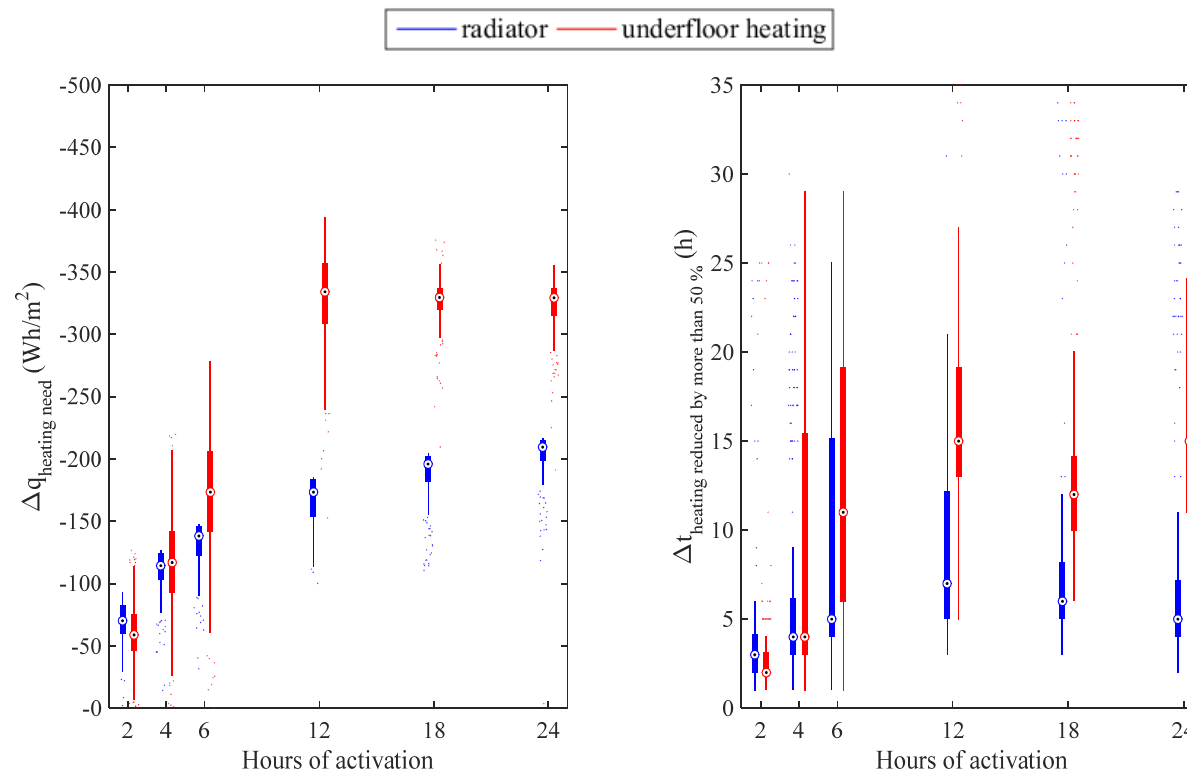 radiator underfloor heating
-500
-450
-400
-350
-300
-250
-200
-150
-100
-50
-0
Δq heating need (Wh/m²)
2 4 6 12 18 24
Hours of activation
35
30
25
20
15
10
5
0
Δt heating reduced by more than 50 % (h)
2 4 6 12 18 24
Hours of activation